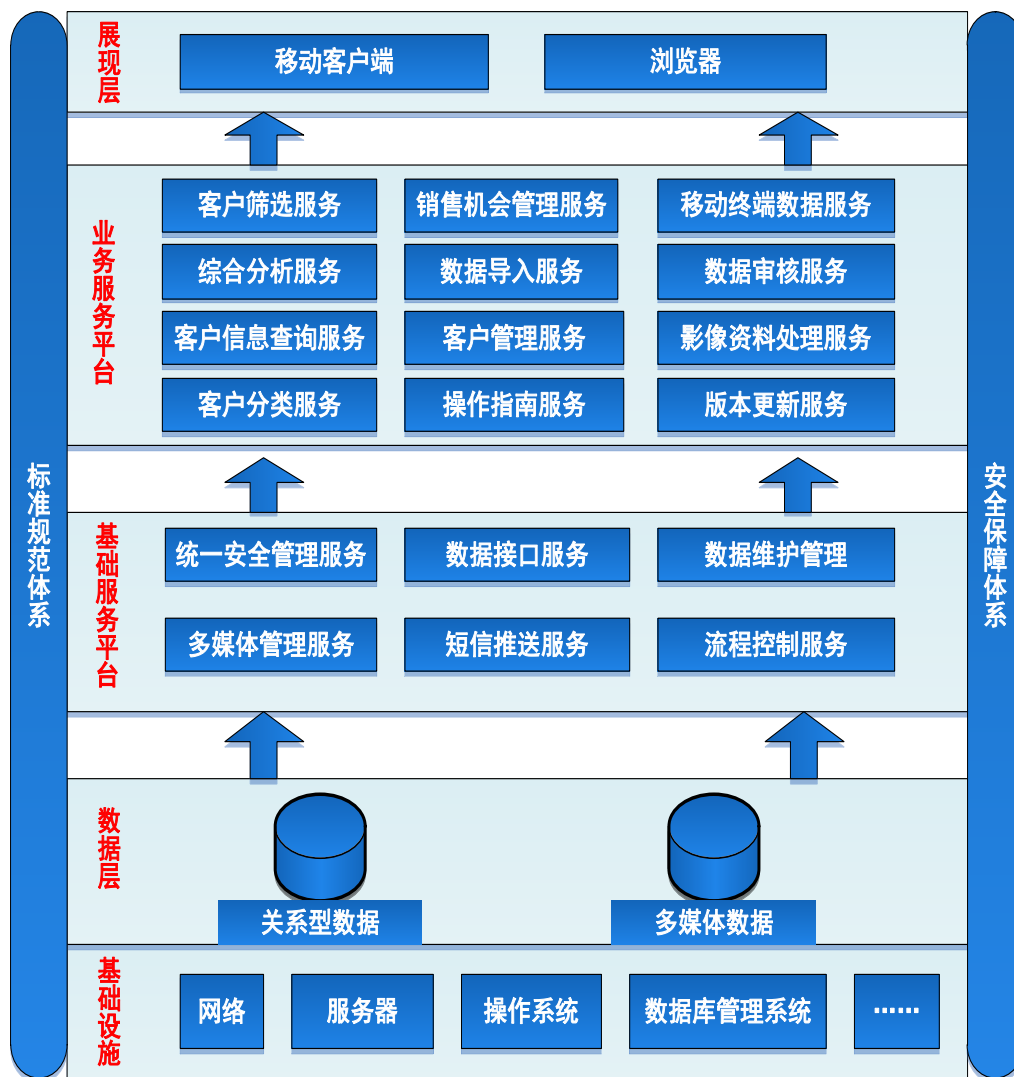 展现层
移动客户端
浏览器
业务服务平台
客户筛选服务
销售机会管理服务
移动终端数据服务
综合分析服务
数据导入服务
数据审核服务
客户信息查询服务
客户管理服务
影像资料处理服务
客户分类服务
操作指南服务
版本更新服务
标准规范体系
安全保障体系
基础服务平台
统一安全管理服务
数据接口服务
数据维护管理
多媒体管理服务
短信推送服务
流程控制服务
数据层
关系型数据
多媒体数据
基础设施
网络
服务器
操作系统
数据库管理系统
……